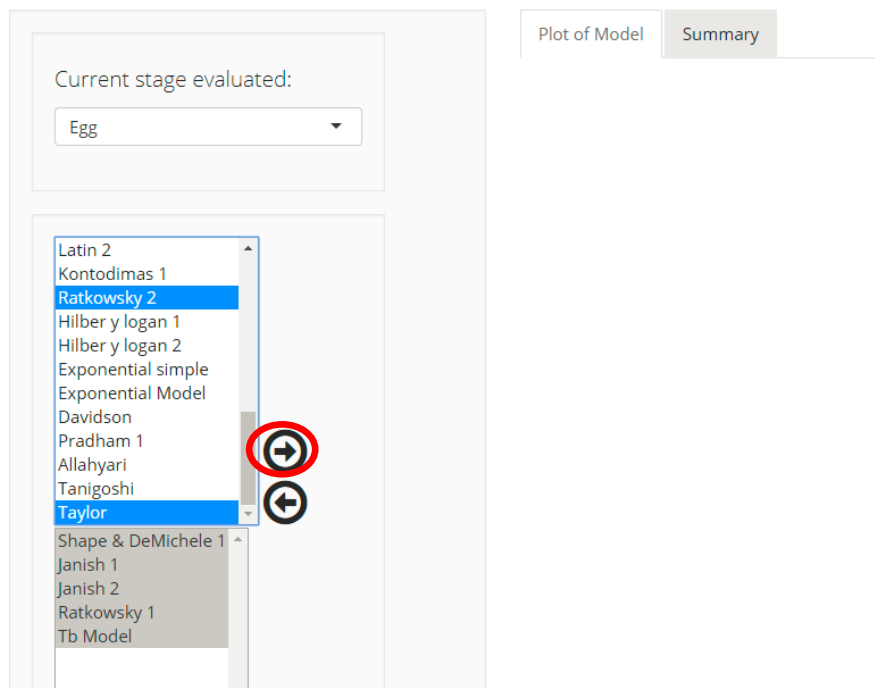 Current stage evaluated:
Egg
Latin 2
Kontodimas 1
Ratkowsky 2
Hilber y logan 1
Hilber y logan 2
Exponential simple
Exponential Model
Davidson
Pradham 1
Allahyari
Tanigoshi
Taylor
Shape & DeMichele 1
Janish 1
Janish 2
Ratkowsky 1
Tb Model
Plot of Model
Summary